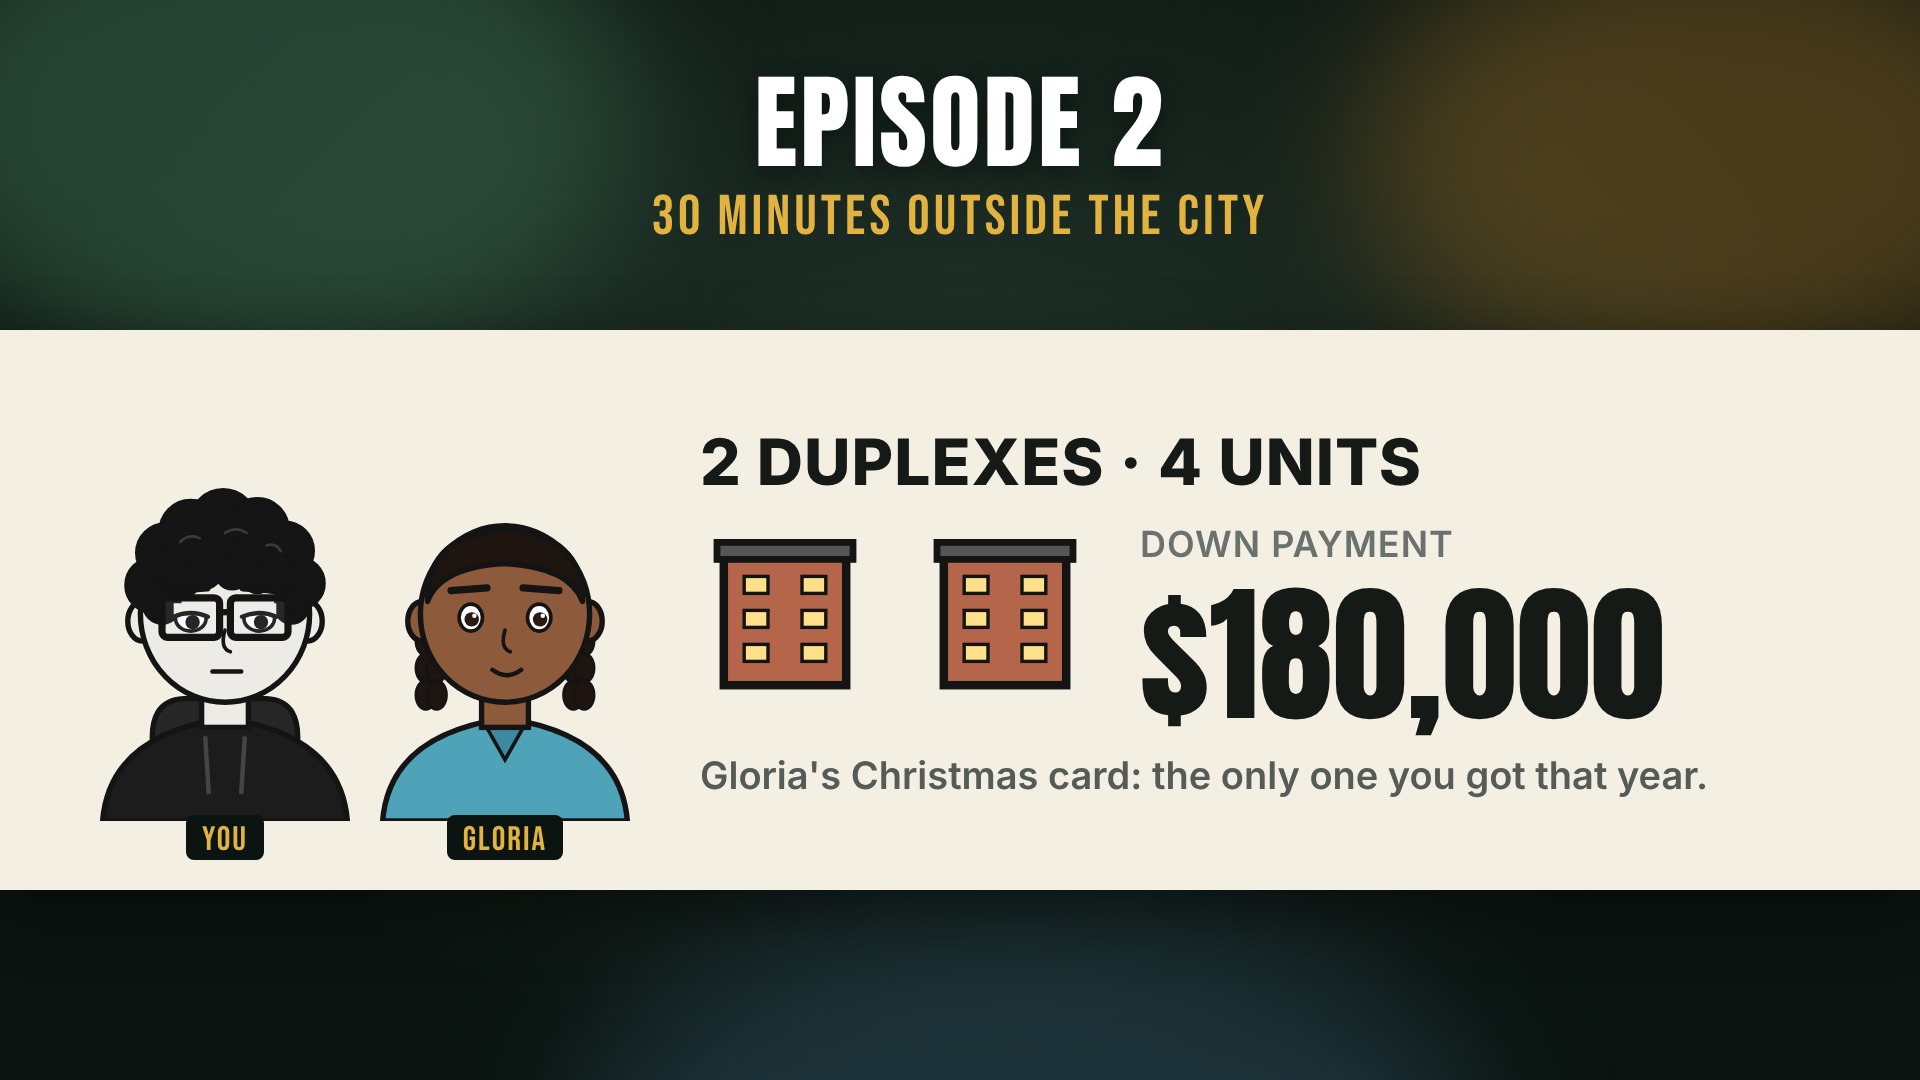 EPISODE 2
30 MINUTES OUTSIDE THE CITY
2 DUPLEXES · 4 UNITS
DOWN PAYMENT
$180,000
Gloria's Christmas card: the only one you got that year.
YOU
GLORIA